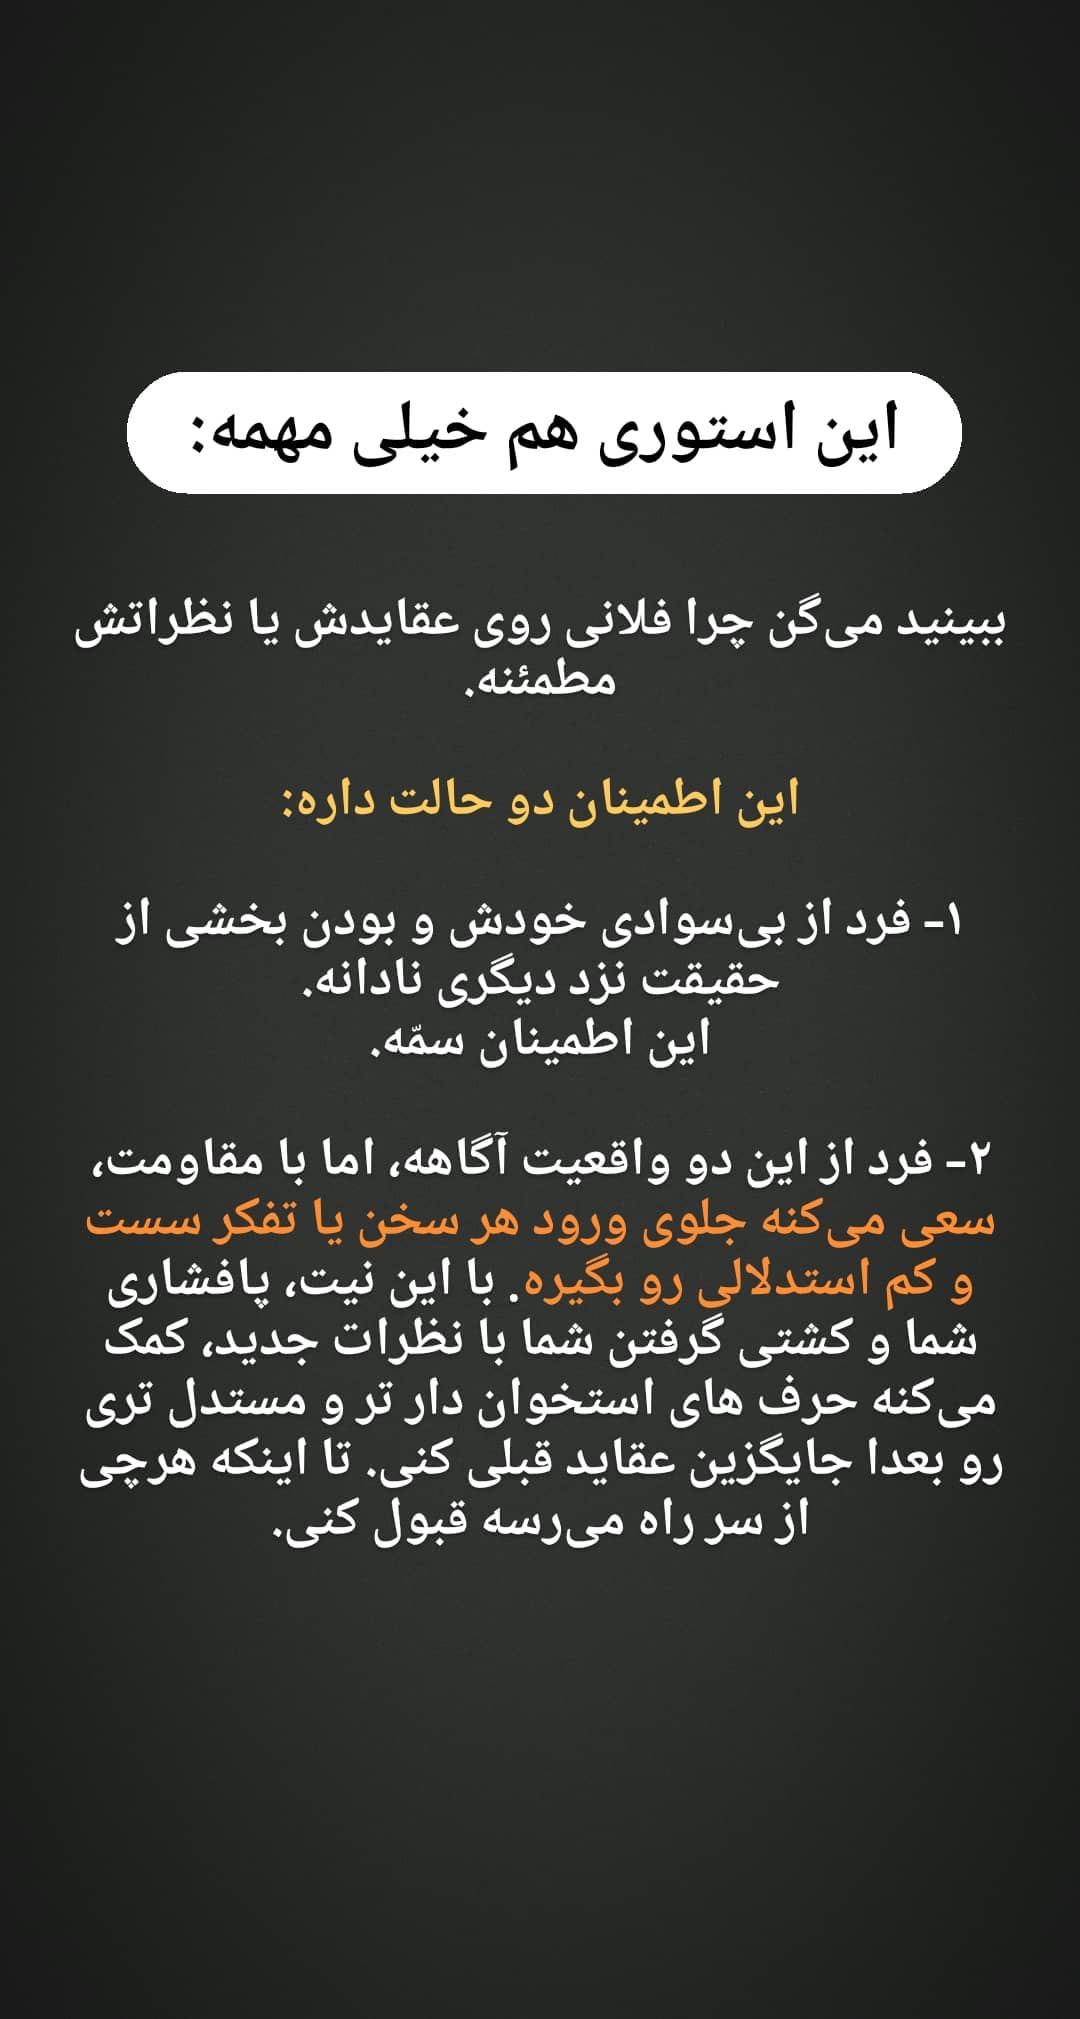 این استوری هم خیلی مهمه:
ببینید می‌گن چرا فلانی روی عقایدش یا نظراتش
مطمئنه.
این اطمینان دو حالت داره:
۱- فرد از بی‌سوادی خودش و بودن بخشی از
حقیقت نزد دیگری نادانه.
این اطمینان سمّه.
۲- فرد از این دو واقعیت آگاهه، اما با مقاومت،
سعی می‌کنه جلوی ورود هر سخن یا تفکر سست
و کم استدلالی رو بگیره. با این نیت، پافشاری
شما و کشتی گرفتن شما با نظرات جدید، کمک
می‌کنه حرف های استخوان دار تر و مستدل تری
رو بعدا جایگزین عقاید قبلی کنی. تا اینکه هرچی
از سر راه می‌رسه قبول کنی.